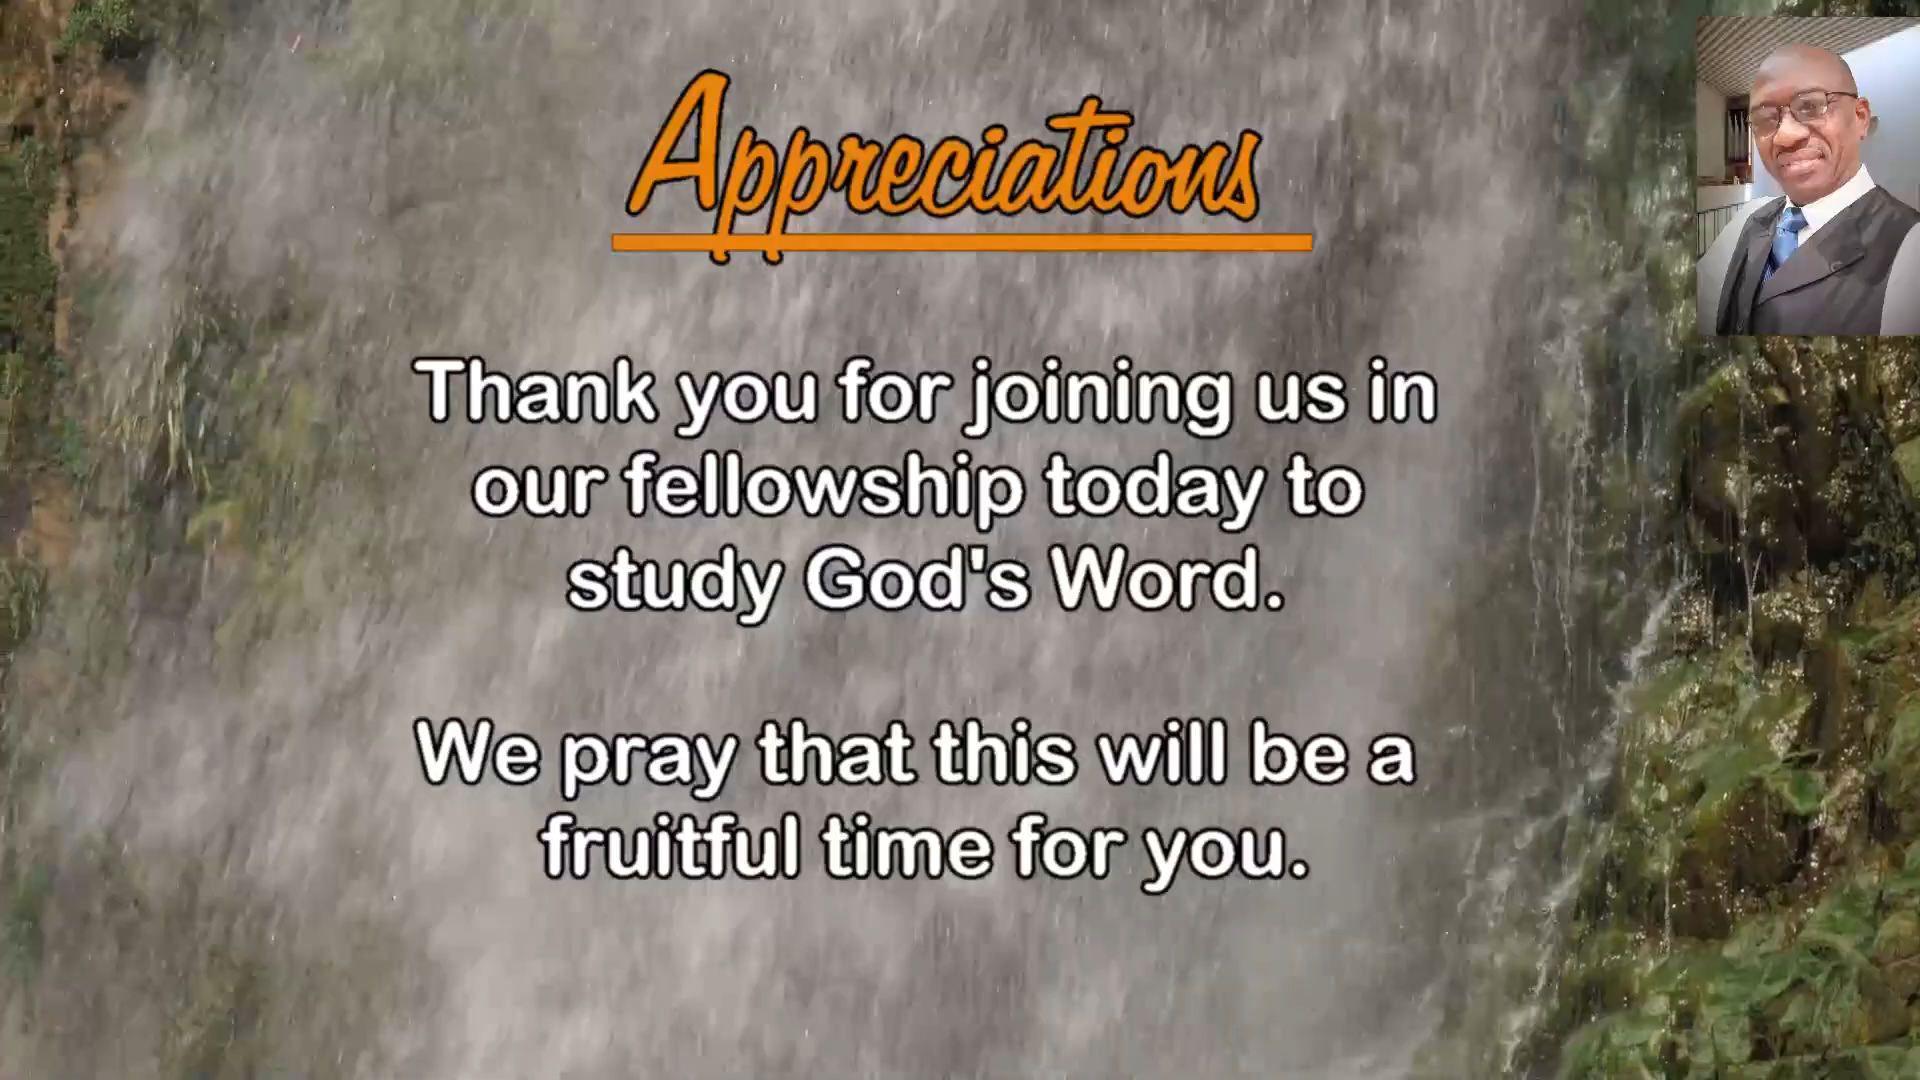 Appreciations
Thank you for joining us in
our fellowship today to
study God's Word.
We pray that this will be a
fruitful time for you.